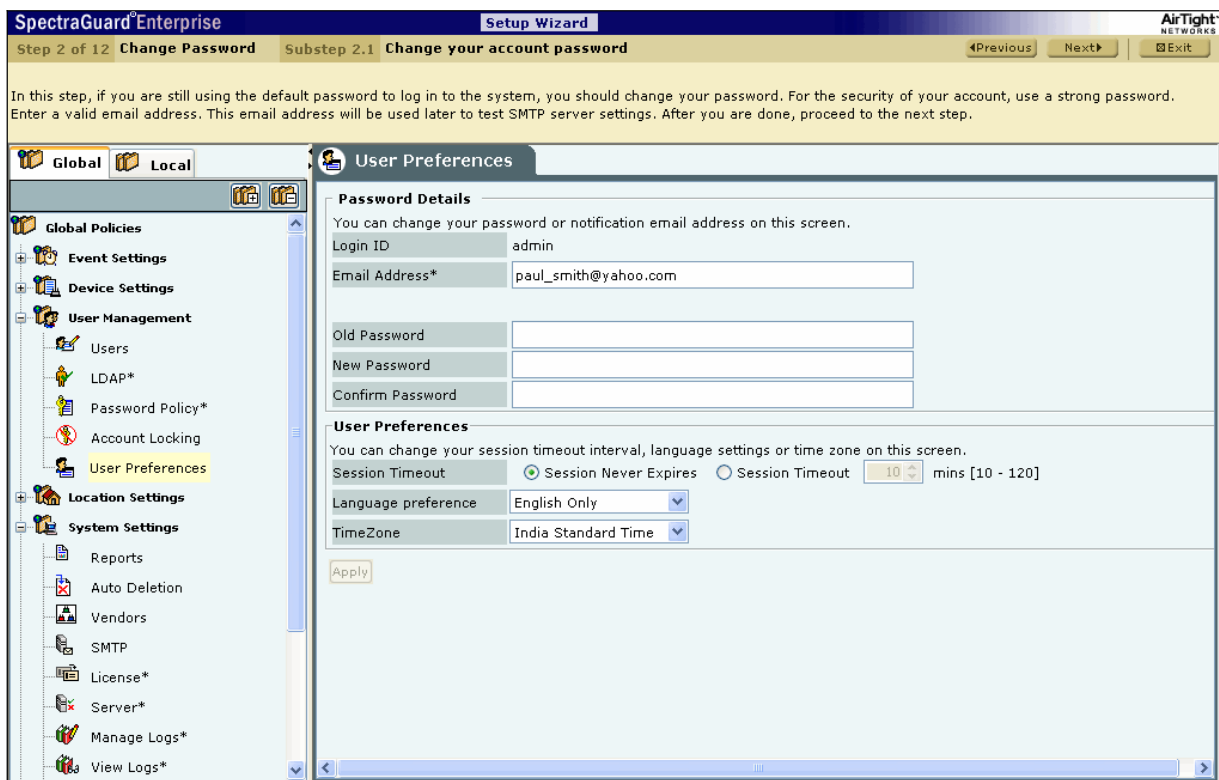 SpectraGuard® Enterprise
Setup Wizard
AirTight
NETWORKS
Step 2 of 12 Change Password Substep 2.1 Change your account password
Previous
Next
Exit
In this step, if you are still using the default password to log in to the system, you should change your password. For the security of your account, use a strong password.
Enter a valid email address. This email address will be used later to test SMTP server settings. After you are done, proceed to the next step.
Global
Local
Global Policies
Event Settings
Device Settings
User Management
Users
LDAP*
Password Policy*
Account Locking
User Preferences
Location Settings
System Settings
Reports
Auto Deletion
Vendors
SMTP
License*
Server*
Manage Logs*
View Logs*
User Preferences
Password Details
You can change your password or notification email address on this screen.
Login ID admin
Email Address* paul_smith@yahoo.com
Old Password
New Password
Confirm Password
User Preferences
You can change your session timeout interval, language settings or time zone on this screen.
Session Timeout Session Never Expires Session Timeout 10 mins [10 - 120]
Language preference English Only
TimeZone India Standard Time
Apply